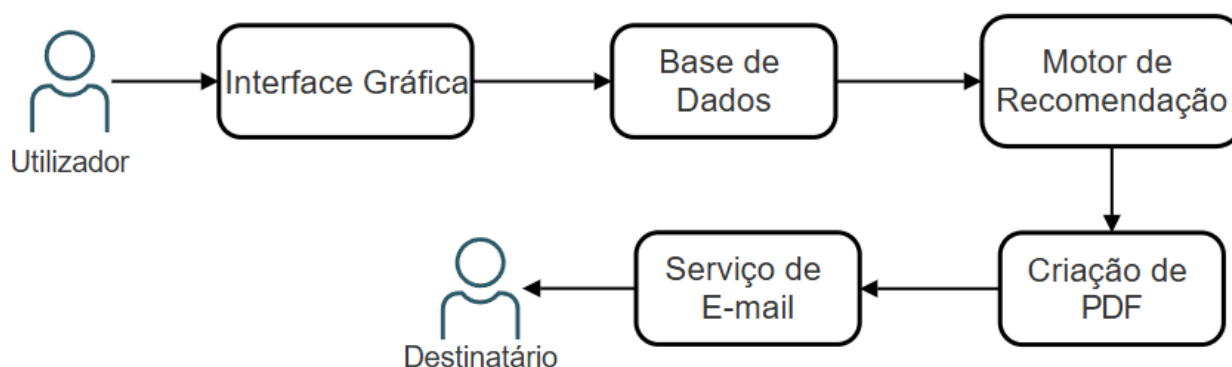 Utilizador
Interface Gráfica
Base de
Dados
Motor de
Recomendação
Criação de
PDF
Serviço de
E-mail
Destinatário